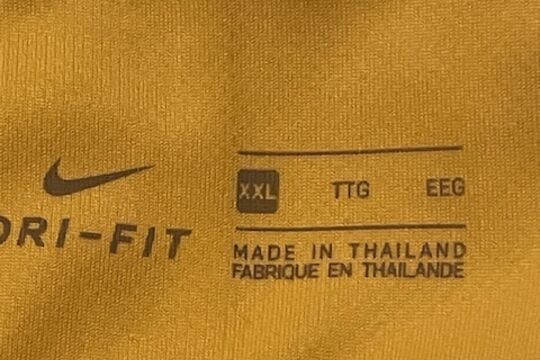 DRI-FIT
XXL TTG EEG
MADE IN THAILAND
FABRIQUE EN THAILANDE